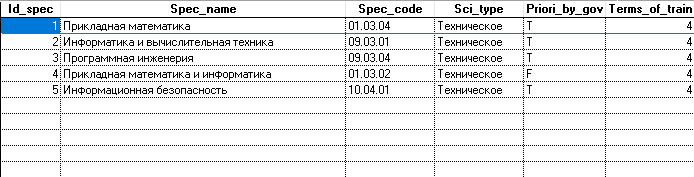 Id_spec Spec_name Spec_code Sci_type Priori_by_gov Terms_of_train
1 Прикладная математика 01.03.04 Техническое T 4
2 Информатика и вычислительная техника 09.03.01 Техническое T 4
3 Программная инженерия 09.03.04 Техническое T 4
4 Прикладная математика и информатика 01.03.02 Техническое F 4
5 Информационная безопасность 10.04.01 Техническое T 4